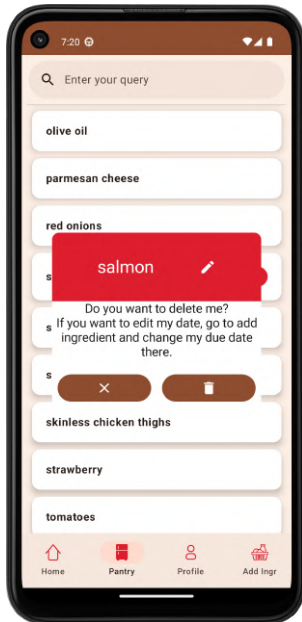 7:20
Enter your query
olive oil
parmesan cheese
red onions
s
salmon
s
Do you want to delete me?
If you want to edit my date, go to add
ingredient and change my due date
there.
s
skinless chicken thighs
strawberry
tomatoes
Home Pantry Profile Add Ingr